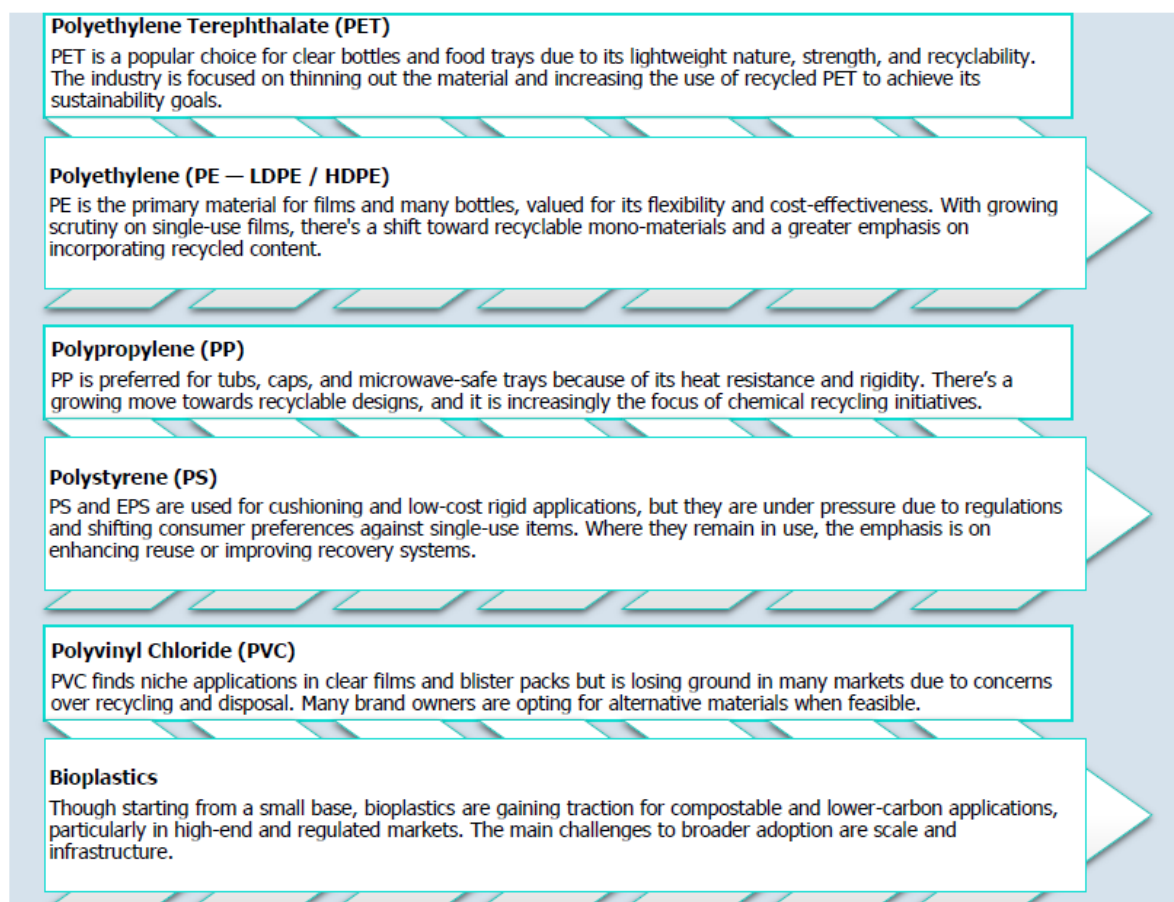 Polyethylene Terephthalate (PET)
PET is a popular choice for clear bottles and food trays due to its lightweight nature, strength, and recyclability.
The industry is focused on thinning out the material and increasing the use of recycled PET to achieve its
sustainability goals.
Polyethylene (PE — LDPE / HDPE)
PE is the primary material for films and many bottles, valued for its flexibility and cost-effectiveness. With growing
scrutiny on single-use films, there's a shift toward recyclable mono-materials and a greater emphasis on
incorporating recycled content.
Polypropylene (PP)
PP is preferred for tubs, caps, and microwave-safe trays because of its heat resistance and rigidity. There’s a
growing move towards recyclable designs, and it is increasingly the focus of chemical recycling initiatives.
Polystyrene (PS)
PS and EPS are used for cushioning and low-cost rigid applications, but they are under pressure due to regulations
and shifting consumer preferences against single-use items. Where they remain in use, the emphasis is on
enhancing reuse or improving recovery systems.
Polyvinyl Chloride (PVC)
PVC finds niche applications in clear films and blister packs but is losing ground in many markets due to concerns
over recycling and disposal. Many brand owners are opting for alternative materials when feasible.
Bioplastics
Though starting from a small base, bioplastics are gaining traction for compostable and lower-carbon applications,
particularly in high-end and regulated markets. The main challenges to broader adoption are scale and
infrastructure.